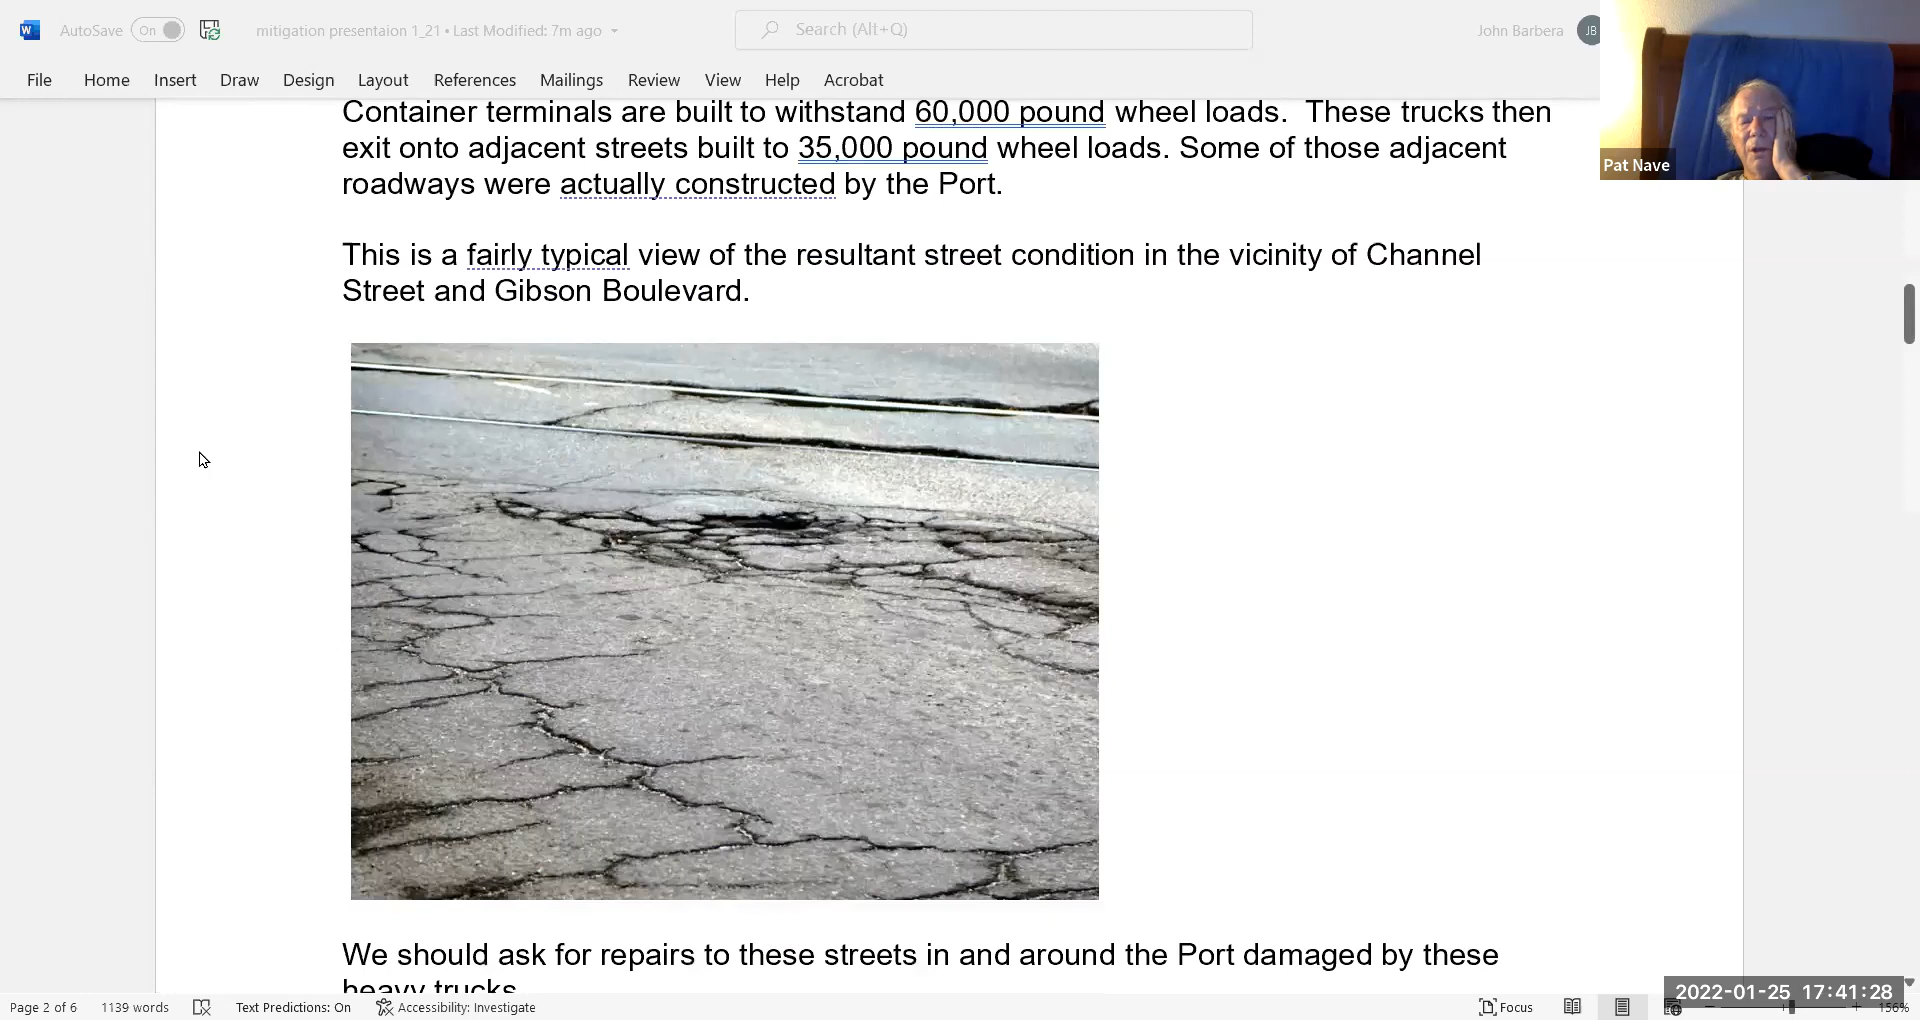 AutoSave On mitigation presentaion 1_21 • Last Modified: 7m ago Search (Alt+Q) John Barbera JB
File Home Insert Draw Design Layout References Mailings Review View Help Acrobat
Pat Nave
Container terminals are built to withstand 60,000 pound wheel loads. These trucks then
exit onto adjacent streets built to 35,000 pound wheel loads. Some of those adjacent
roadways were actually constructed by the Port.
This is a fairly typical view of the resultant street condition in the vicinity of Channel
Street and Gibson Boulevard.
We should ask for repairs to these streets in and around the Port damaged by these
heavy trucks
2022-01-25 17:41:28
Page 2 of 6 1139 words Text Predictions: On Accessibility: Investigate Focus 156%